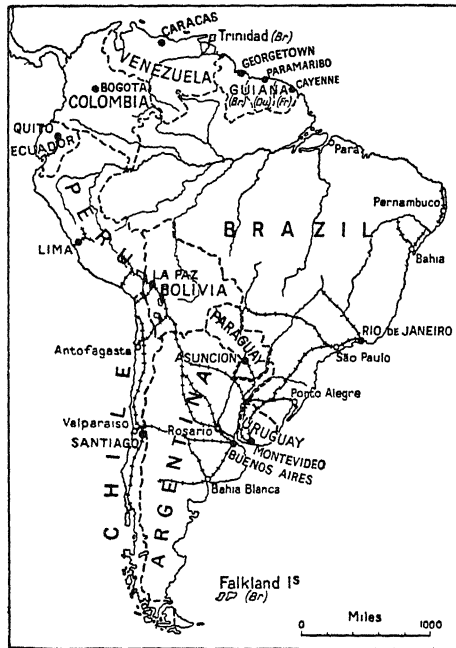 CARACAS
Trinidad (Br)
VENEZUELA
GEORGETOWN
PARAMARIBO
CAYENNE
GUIANA
(Br) (Du) (Fr)
BOGOTA
COLOMBIA
QUITO
ECUADOR
Para
PERU
BRAZIL
Pernambuco
Bahia
LIMA
LA PAZ
BOLIVIA
PARAGUAY
RIO DE JANEIRO
São Paulo
Antofagasta
ASUNCION
Ponto Alegre
CHILE
ARGENTINA
URUGUAY
Valparaiso
SANTIAGO
Rosario
MONTEVIDEO
BUENOS AIRES
Bahia Blanca
Falkland Is
(Br)
Miles
0 1000